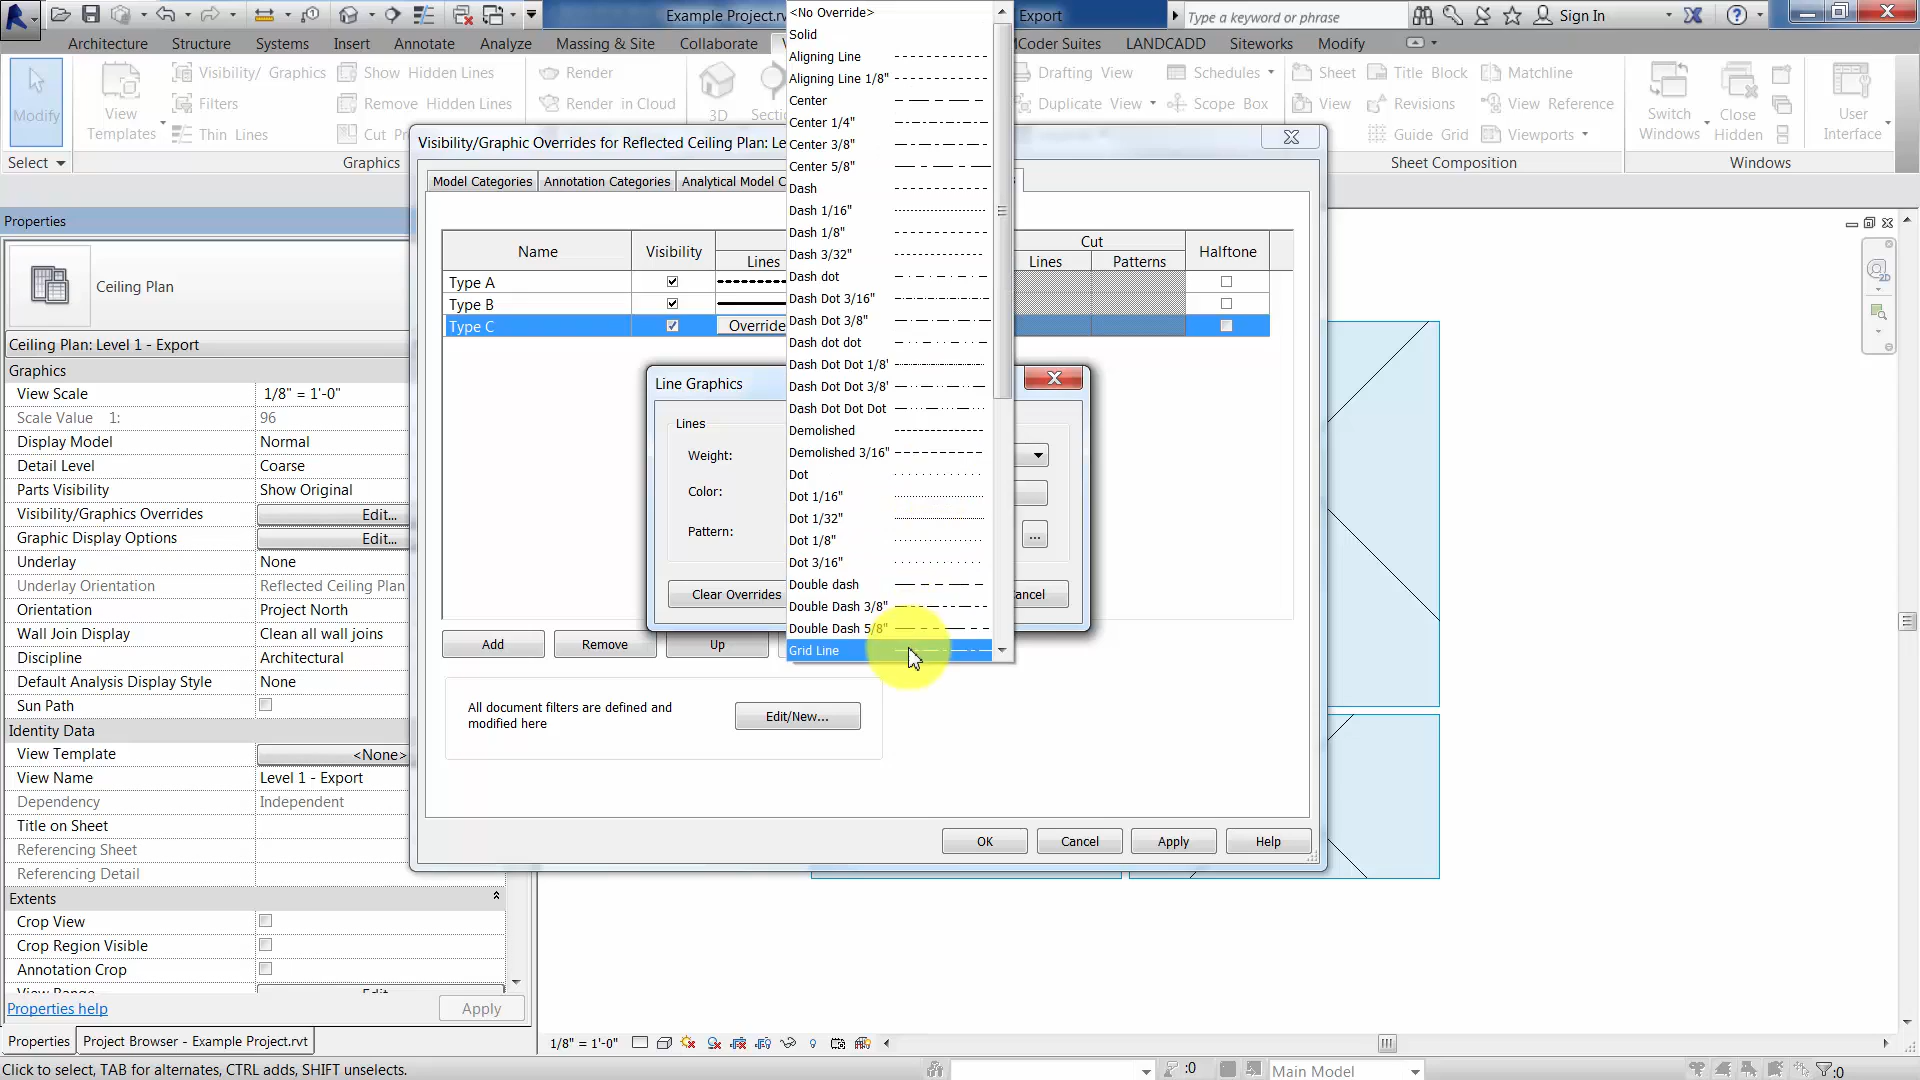 Example Project.rv
Export
Type a keyword or phrase
Sign In
Architecture
Structure
Systems
Insert
Annotate
Analyze
Massing & Site
Collaborate
MCoder Suites
LANDCADD
Siteworks
Modify
Modify
View
Templates
Visibility/ Graphics
Filters
Thin Lines
Show Hidden Lines
Remove Hidden Lines
Cut
Render
Render in Cloud
3D
Drafting View
Duplicate View
Schedules
Scope Box
Sheet
View
Title Block
Revisions
Guide Grid
Matchline
View Reference
Viewports
Switch
Windows
Close
Hidden
User
Interface
Select
Graphics
Sheet Composition
Windows
Properties
Ceiling Plan
Ceiling Plan: Level 1 - Export
Graphics
View Scale
1/8" = 1'-0"
Scale Value 1:
96
Display Model
Normal
Detail Level
Coarse
Parts Visibility
Show Original
Visibility/Graphics Overrides
Edit...
Graphic Display Options
Edit...
Underlay
None
Underlay Orientation
Reflected Ceiling Plan
Orientation
Project North
Wall Join Display
Clean all wall joins
Discipline
Architectural
Default Analysis Display Style
None
Sun Path
Identity Data
View Template
<None>
View Name
Level 1 - Export
Dependency
Independent
Title on Sheet
Referencing Sheet
Referencing Detail
Extents
Crop View
Crop Region Visible
Annotation Crop
View Range
Edit...
Properties help
Apply
Properties
Project Browser - Example Project.rvt
Click to select, TAB for alternates, CTRL adds, SHIFT unselects.
Visibility/Graphic Overrides for Reflected Ceiling Plan: Le
Model Categories
Annotation Categories
Analytical Model C
Name
Visibility
Lines
Cut
Lines
Patterns
Halftone
Type A
Type B
Type C
Override
Line Graphics
Lines
Weight:
Color:
Pattern:
...
Clear Overrides
ancel
Add
Remove
Up
All document filters are defined and
modified here
Edit/New...
OK
Cancel
Apply
Help
<No Override>
Solid
Aligning Line
Aligning Line 1/8"
Center
Center 1/4"
Center 3/8"
Center 5/8"
Dash
Dash 1/16"
Dash 1/8"
Dash 3/32"
Dash dot
Dash Dot 3/16"
Dash Dot 3/8"
Dash dot dot
Dash Dot Dot 1/8'
Dash Dot Dot 3/8'
Dash Dot Dot Dot
Demolished
Demolished 3/16"
Dot
Dot 1/16"
Dot 1/32"
Dot 1/8"
Dot 3/16"
Double dash
Double Dash 3/8"
Double Dash 5/8"
Grid Line
1/8" = 1'-0"
:0
Main Model
:0